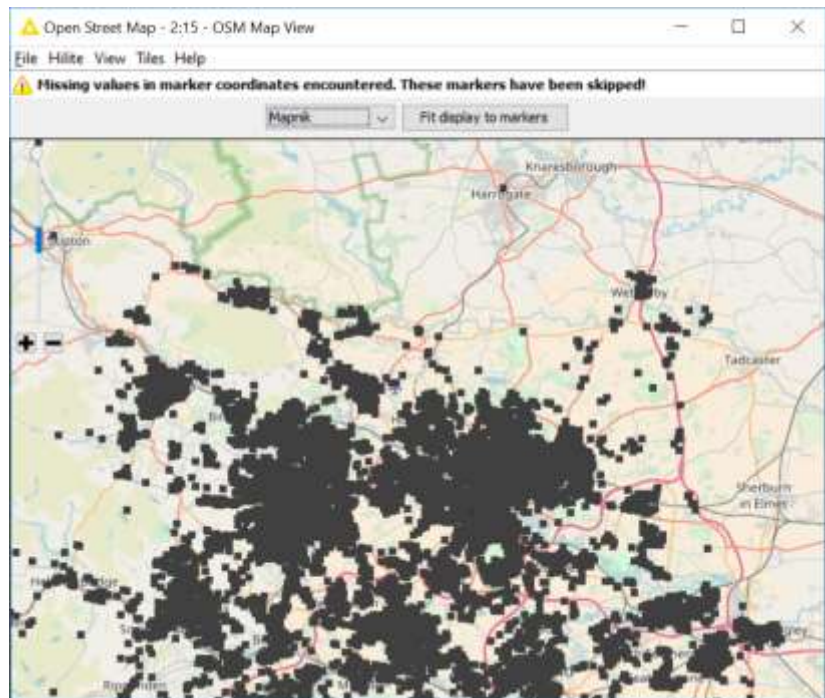 Open Street Map - 2:15 - OSM Map View
File Hilite View Tiles Help
Missing values in marker coordinates encountered. These markers have been skipped!
Mapnik
Fit display to markers
Knaresborough
Harrogate
Tadcaster
Sherburn
in Elmet